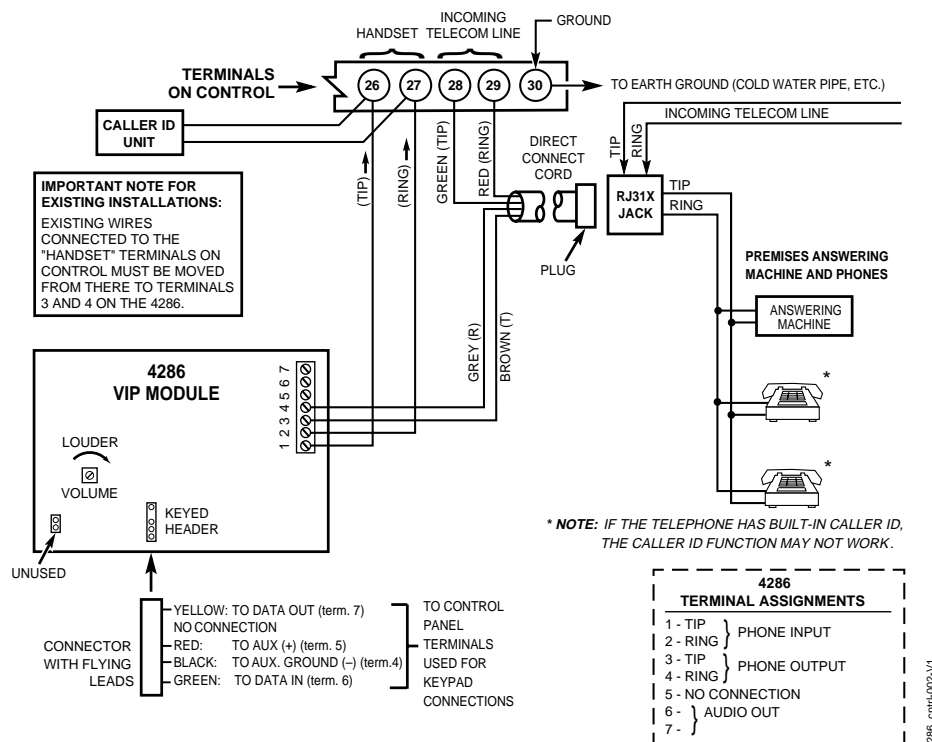 INCOMING
HANDSET TELECOM LINE
GROUND
TERMINALS
ON CONTROL
26 27 28 29 30
TO EARTH GROUND (COLD WATER PIPE, ETC.)
INCOMING TELECOM LINE
CALLER ID
UNIT
(TIP)
(RING)
GREEN (TIP)
RED (RING)
DIRECT
CONNECT
CORD
TIP
RING
RJ31X
JACK
TIP
RING
PLUG
IMPORTANT NOTE FOR
EXISTING INSTALLATIONS:
EXISTING WIRES
CONNECTED TO THE
"HANDSET" TERMINALS ON
CONTROL MUST BE MOVED
FROM THERE TO TERMINALS
3 AND 4 ON THE 4286.
PREMISES ANSWERING
MACHINE AND PHONES
ANSWERING
MACHINE
*
*
GREY (R)
BROWN (T)
4286
VIP MODULE
1 2 3 4 5 6 7
LOUDER
VOLUME
KEYED
HEADER
UNUSED
* NOTE: IF THE TELEPHONE HAS BUILT-IN CALLER ID,
THE CALLER ID FUNCTION MAY NOT WORK.
CONNECTOR
WITH FLYING
LEADS
YELLOW: TO DATA OUT (term. 7)
NO CONNECTION
RED: TO AUX (+) (term. 5)
BLACK: TO AUX. GROUND (–) (term.4)
GREEN: TO DATA IN (term. 6)
TO CONTROL
PANEL
TERMINALS
USED FOR
KEYPAD
CONNECTIONS
4286
TERMINAL ASSIGNMENTS
1 - TIP
2 - RING } PHONE INPUT
3 - TIP
4 - RING } PHONE OUTPUT
5 - NO CONNECTION
6 - } AUDIO OUT
7 -